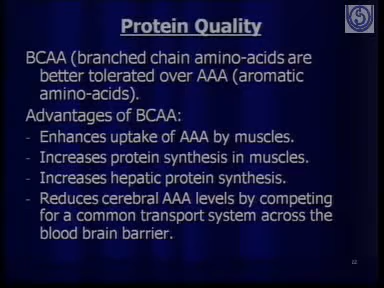 Protein Quality
BCAA (branched chain amino-acids are
better tolerated over AAA (aromatic
amino-acids).
Advantages of BCAA:
- Enhances uptake of AAA by muscles.
- Increases protein synthesis in muscles.
- Increases hepatic protein synthesis.
- Reduces cerebral AAA levels by competing
for a common transport system across the
blood brain barrier.
12